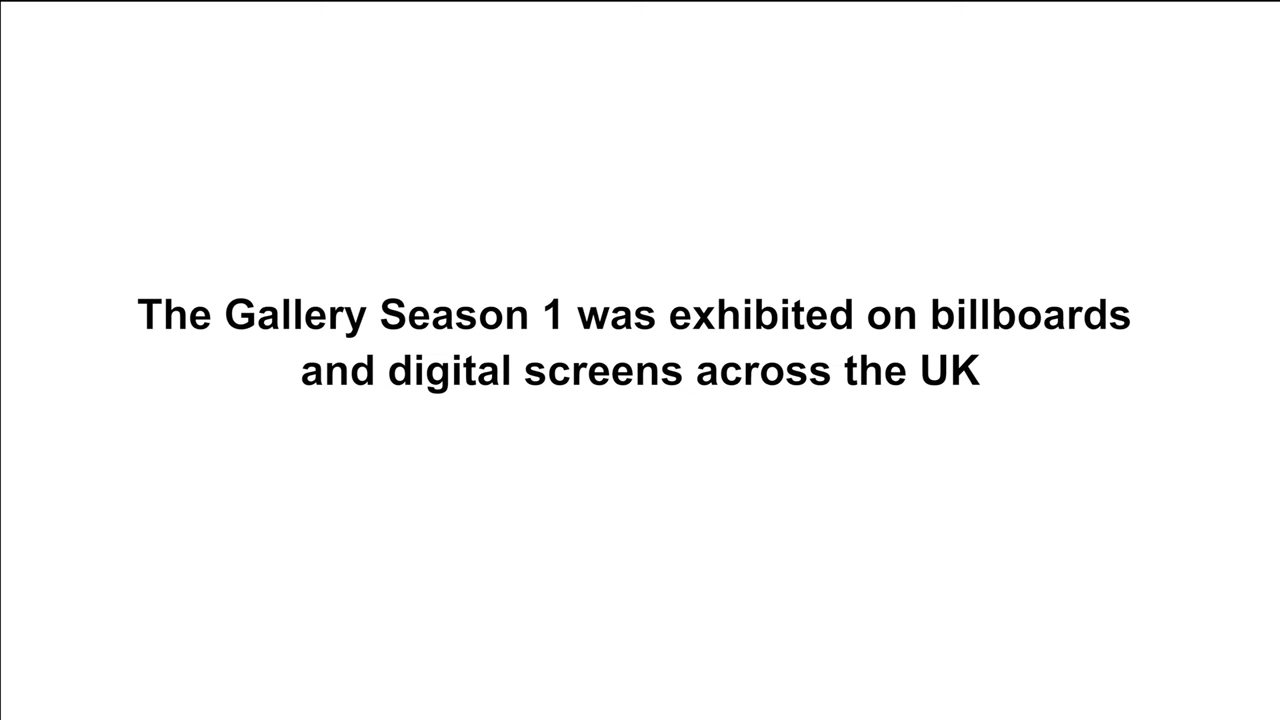 The Gallery Season 1 was exhibited on billboards
and digital screens across the UK